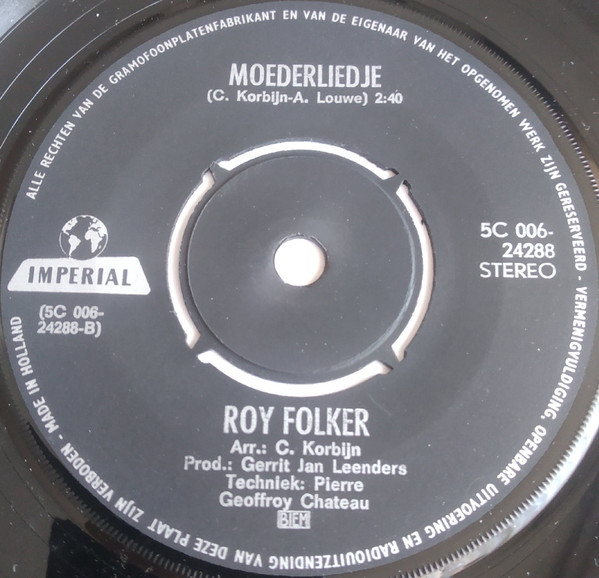 ALLE RECHTEN VAN DE GRAMOFOONPLATENFABRIKANT EN VAN DE EIGENAAR VAN HET OPGENOMEN WERK ZIJN GERESERVEERD - VERMENIGVULDIGING, OPENBARE UITVOERING EN RADIOUITZENDING VAN DEZE PLAAT ZIJN VERBODEN - MADE IN HOLLAND
MOEDERLIEDJE
(C. Korbijn-A. Louwe) 2:40
5C 006-
24288
STEREO
IMPERIAL
(5C 006-
24288-B)
ROY FOLKER
Arr.: C. Korbijn
Prod.: Gerrit Jan Leenders
Techniek: Pierre
Geoffroy Chateau
BIEM